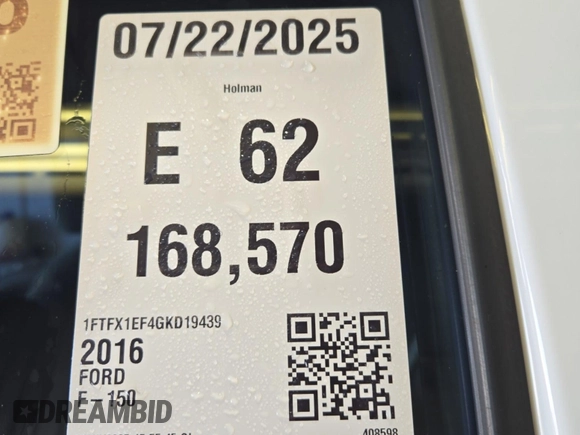 07/22/2025
Holman
E 62
168,570
1FTFX1EF4GKD19439
2016
FORD
F-150
408598
DREAMBID